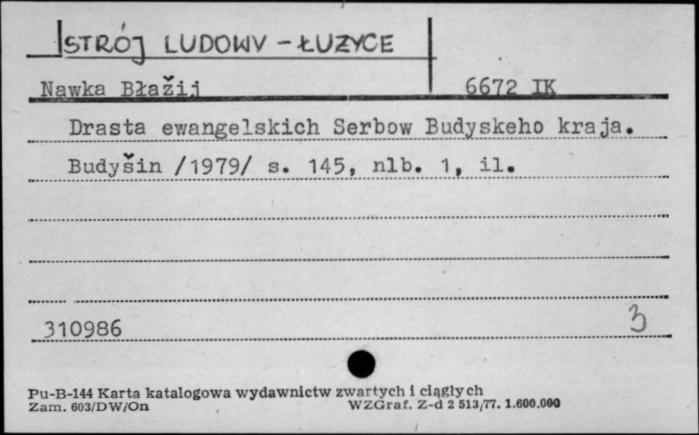 STRÓJ LUDOWY – ŁUŻYCE
Nawka Błažij 6672 IK
Drasta ewangelskich Serbow Budyskeho kraja.
Budyšin /1979/ s. 145, nlb. 1, il.
310986 3
Pu-B-144 Karta katalogowa wydawnictw zwartych i ciągłych
Zam. 603/DW/On WZGraf. Z-d 2 513/77. 1.600.000